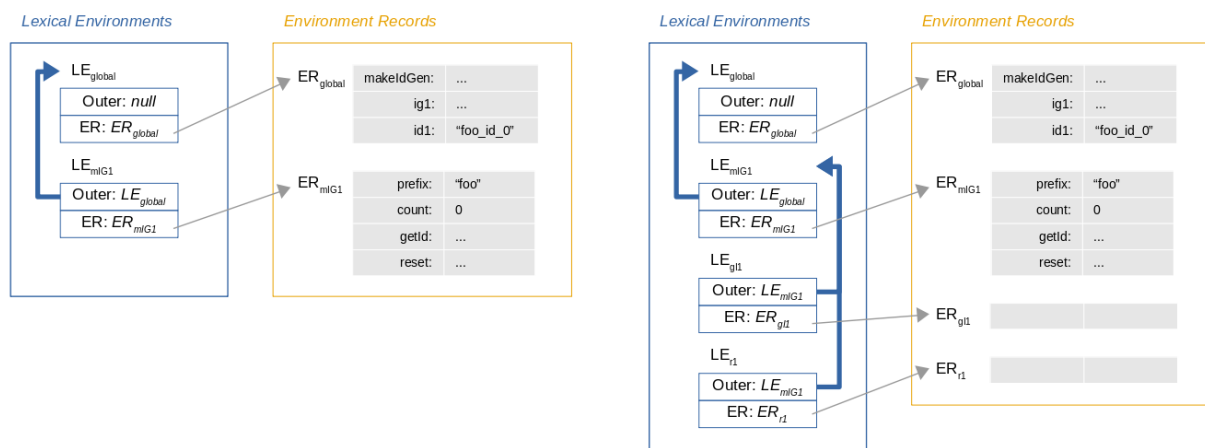 Lexical Environments
Environment Records
LEglobal
Outer: null
ER: ERglobal
LEmIG1
Outer: LEglobal
ER: ERmIG1
ERglobal
makeIdGen: ...
ig1: ...
id1: “foo_id_0”
ERmIG1
prefix: “foo”
count: 0
getId: ...
reset: ...
Lexical Environments
Environment Records
LEglobal
Outer: null
ER: ERglobal
LEmIG1
Outer: LEglobal
ER: ERmIG1
LEgI1
Outer: LEmIG1
ER: ERgI1
LEr1
Outer: LEmIG1
ER: ERr1
ERglobal
makeIdGen: ...
ig1: ...
id1: “foo_id_0”
ERmIG1
prefix: “foo”
count: 0
getId: ...
reset: ...
ERgI1
ERr1